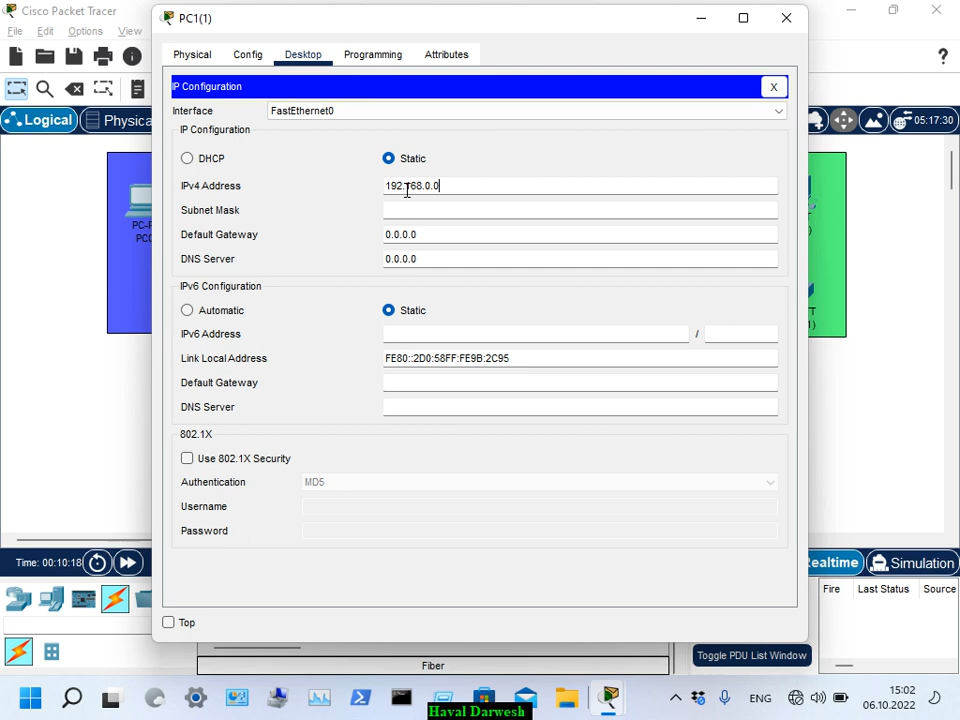 Cisco Packet Tracer
PC1(1)
File Edit Options View
Physical Config Desktop Programming Attributes
IP Configuration X
Interface FastEthernet0
Logical
05:17:30
IP Configuration
DHCP Static
IPv4 Address 192.168.0.0
Subnet Mask
Default Gateway 0.0.0.0
DNS Server 0.0.0.0
IPv6 Configuration
Automatic Static
IPv6 Address /
Link Local Address FE80::2D0:58FF:FE9B:2C95
Default Gateway
DNS Server
802.1X
Use 802.1X Security
Authentication MD5
Username
Password
Time: 00:10:18
Realtime Simulation
Fire Last Status Source
Top
Toggle PDU List Window
Fiber
ENG
15:02
06.10.2022
Haval Darwesh